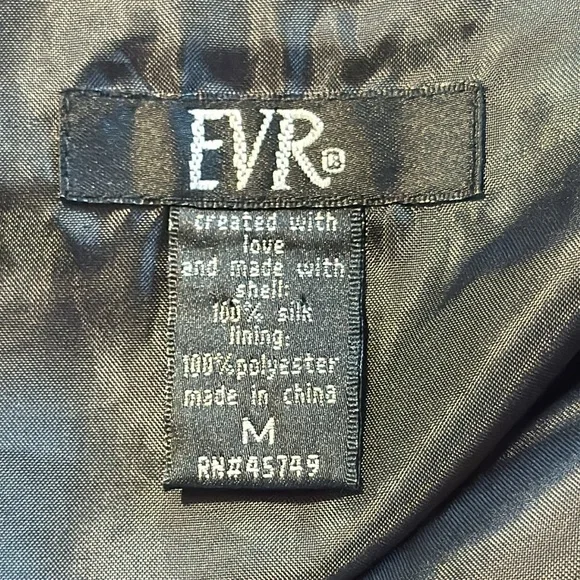 EVR®
created with
love
and made with
shell:
100% silk
lining:
100%polyester
made in china
M
RN#45749